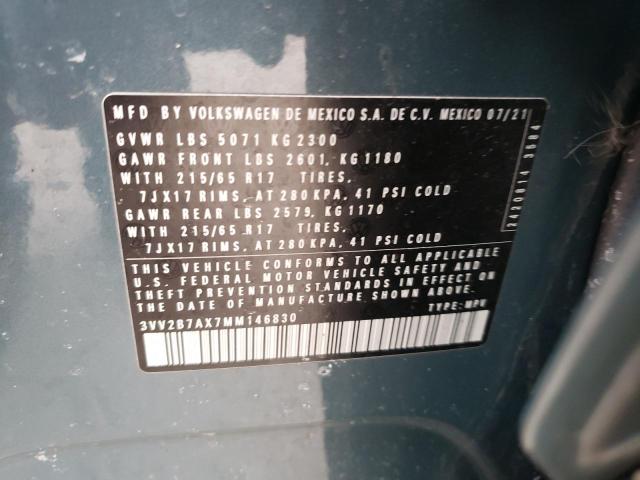 MFD BY VOLKSWAGEN DE MEXICO S.A. DE C.V. MEXICO 07/21
GVWR LBS 5071 KG 2300
GAWR FRONT LBS 2601, KG 1180
WITH 215/65 R17 TIRES,
7JX17 RIMS, AT 280 KPA, 41 PSI COLD
GAWR REAR LBS 2579, KG 1170
WITH 215/65 R17 TIRES,
7JX17 RIMS, AT 280 KPA, 41 PSI COLD
THIS VEHICLE CONFORMS TO ALL APPLICABLE
U.S. FEDERAL MOTOR VEHICLE SAFETY AND
THEFT PREVENTION STANDARDS IN EFFECT ON
THE DATE OF MANUFACTURE SHOWN ABOVE
3VV2B7AX7MM146830 TYPE: MPV